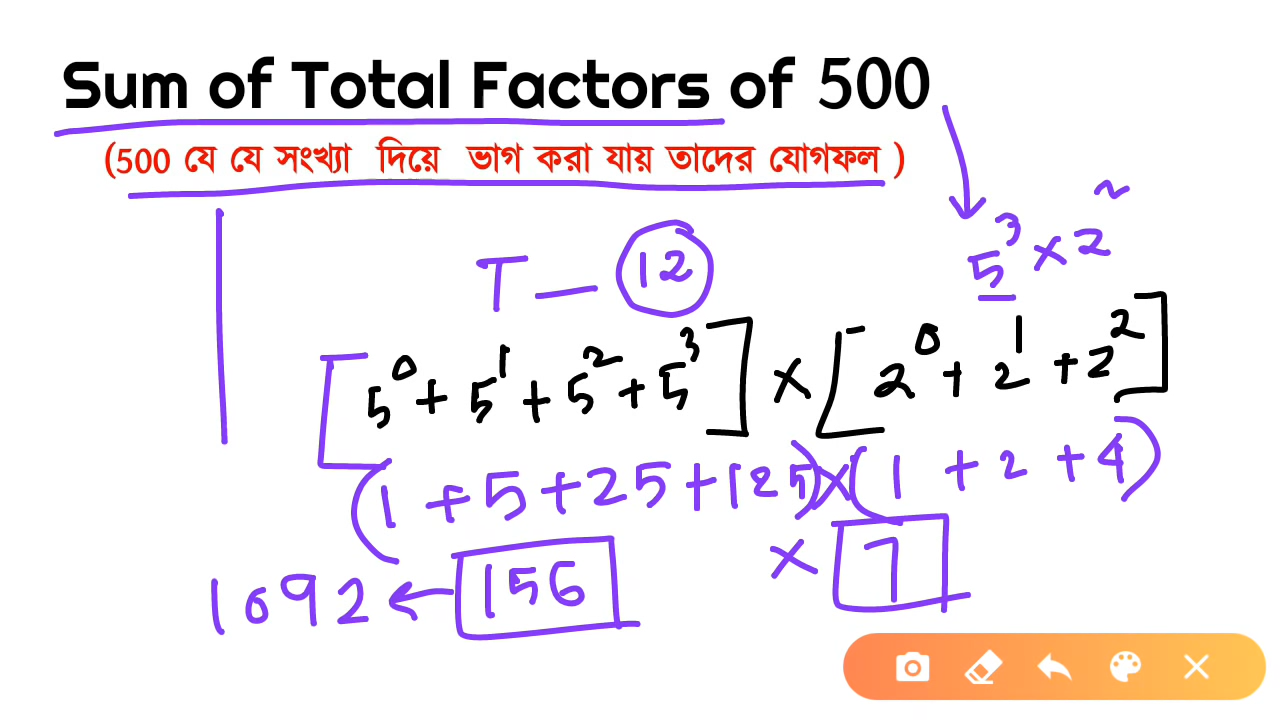 Sum of Total Factors of 500
(500 যে যে সংখ্যা দিয়ে ভাগ করা যায় তাদের যোগফল )
5³ × 2²
T — 12
[5⁰ + 5¹ + 5² + 5³] × [2⁰ + 2¹ + 2²]
(1 + 5 + 25 + 125) × (1 + 2 + 4)
1092 ← 156 × 7